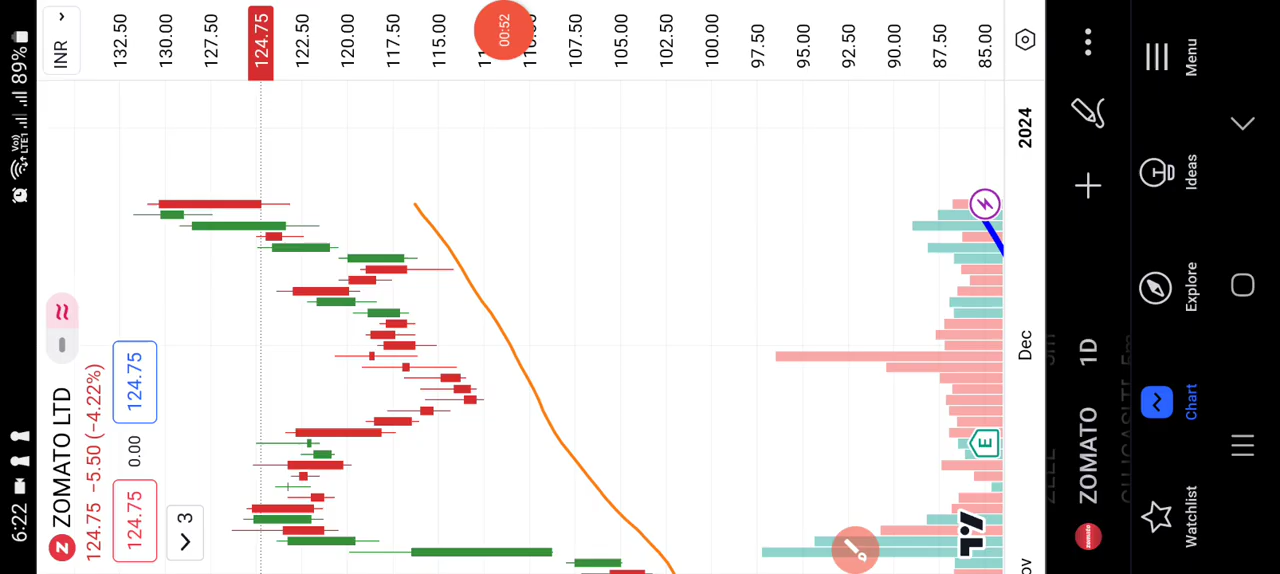 6:22
Vo))
LTE1
89%
ZOMATO LTD
124.75 −5.50 (−4.22%)
124.75
0.00
124.75
3
INR
132.50
130.00
127.50
124.75
122.50
120.00
117.50
115.00
00:52
107.50
105.00
102.50
100.00
97.50
95.00
92.50
90.00
87.50
85.00
E
Dec
2024
zomato
ZOMATO
1D
Watchlist
Chart
Explore
Ideas
Menu